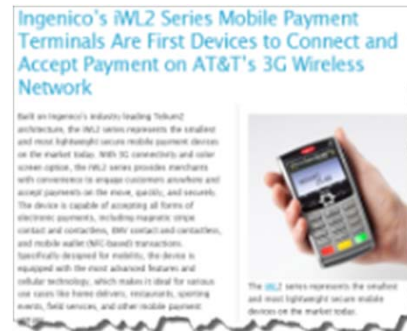 Ingenico's iWL2 Series Mobile Payment
Terminals Are First Devices to Connect and
Accept Payment on AT&T's 3G Wireless
Network
Built on Ingenico's industry leading Telium2
architecture, the iWL2 series represents the smallest
and most lightweight secure mobile payment devices
on the market today. With 3G connectivity and color
screen option, the iWL2 series provides merchants
with convenience to engage customers anywhere and
accept payments on the move, quickly, and securely.
The device is capable of accepting all forms of
electronic payments, including magnetic stripe
contact and contactless, EMV contact and contactless,
and mobile wallet (NFC-based) transactions.
Specifically designed for mobility, the device is
equipped with the most advanced features and
cellular technology, which makes it ideal for various
use cases like home delivery, restaurants, sporting
events, field services, and other mobile payment
The iWL2 series represents the smallest
and most lightweight secure mobile
devices on the market today.